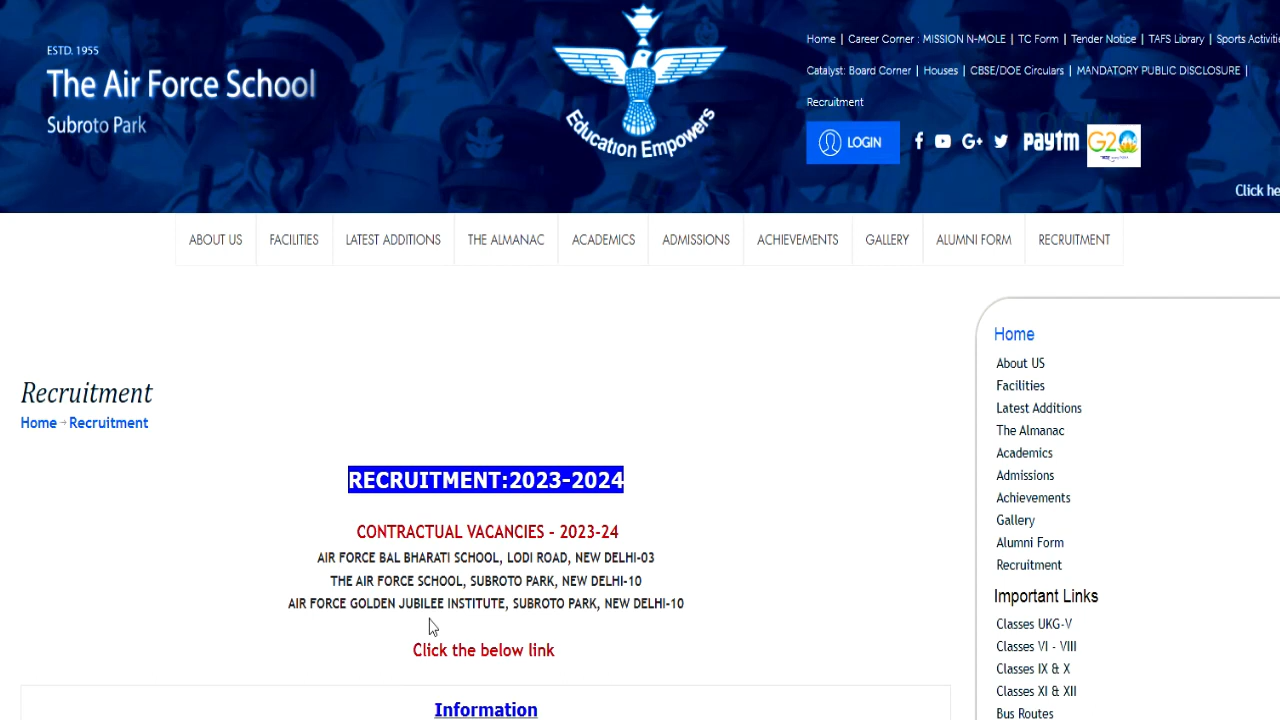 ESTD. 1955
The Air Force School
Subroto Park
Education Empowers
Home | Career Corner : MISSION N-MOLE | TC Form | Tender Notice | TAFS Library | Sports Activiti
Catalyst: Board Corner | Houses | CBSE/DOE Circulars | MANDATORY PUBLIC DISCLOSURE |
Recruitment
LOGIN
f G+ Paytm G20
Click he
ABOUT US FACILITIES LATEST ADDITIONS THE ALMANAC ACADEMICS ADMISSIONS ACHIEVEMENTS GALLERY ALUMNI FORM RECRUITMENT
Recruitment
Home → Recruitment
RECRUITMENT:2023-2024
CONTRACTUAL VACANCIES - 2023-24
AIR FORCE BAL BHARATI SCHOOL, LODI ROAD, NEW DELHI-03
THE AIR FORCE SCHOOL, SUBROTO PARK, NEW DELHI-10
AIR FORCE GOLDEN JUBILEE INSTITUTE, SUBROTO PARK, NEW DELHI-10
Click the below link
Information
Home
About US
Facilities
Latest Additions
The Almanac
Academics
Admissions
Achievements
Gallery
Alumni Form
Recruitment
Important Links
Classes UKG-V
Classes VI - VIII
Classes IX & X
Classes XI & XII
Bus Routes